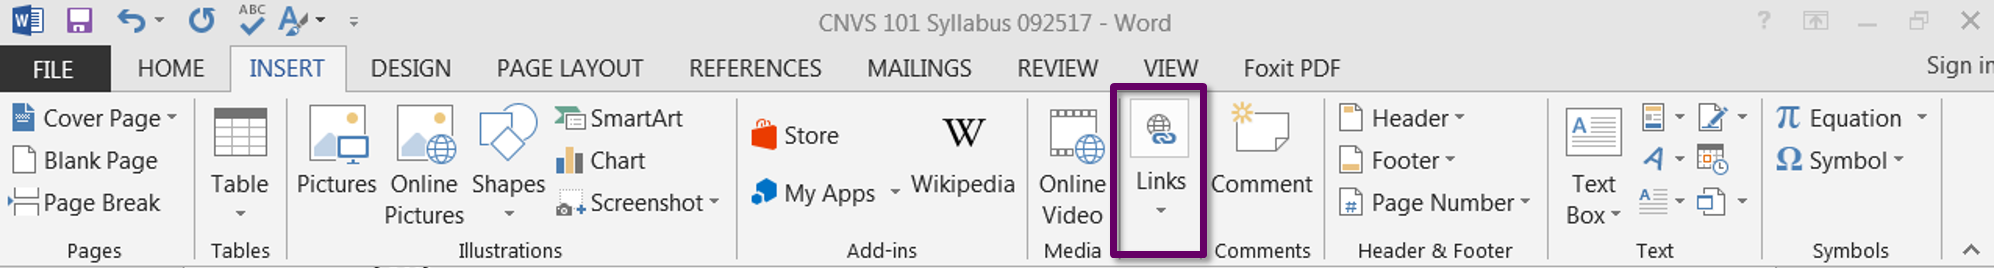 ABC
CNVS 101 Syllabus 092517 - Word
?
FILE HOME INSERT DESIGN PAGE LAYOUT REFERENCES MAILINGS REVIEW VIEW Foxit PDF Sign in
Cover Page
Blank Page
Page Break
Pages
Table
Tables
Pictures
Online
Pictures
Shapes
SmartArt
Chart
Screenshot
Illustrations
Store
My Apps
W
Wikipedia
Add-ins
Online
Video
Media
Links
Comment
Comments
Header
Footer
# Page Number
Header & Footer
A
Text
Box
A
A
Text
π Equation
Ω Symbol
Symbols